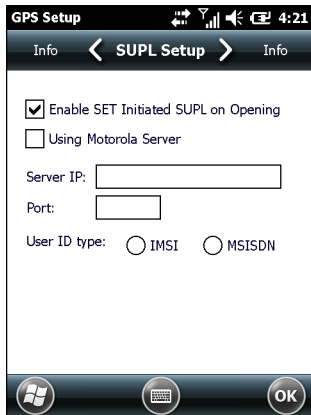 GPS Setup 4:21
Info SUPL Setup Info
Enable SET Initiated SUPL on Opening
Using Motorola Server
Server IP:
Port:
User ID type: IMSI MSISDN
OK